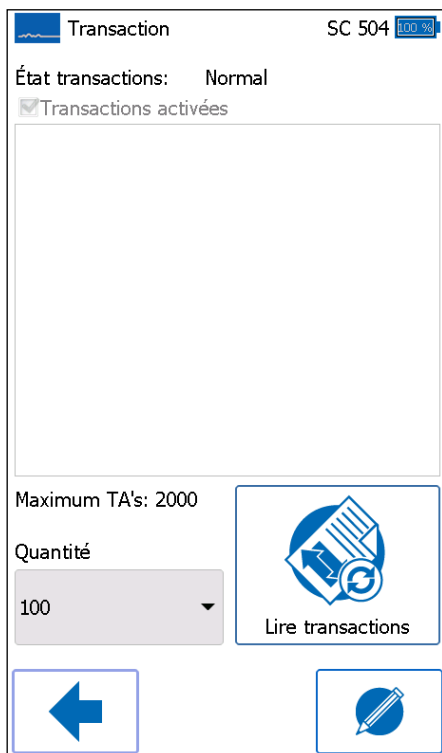 Transaction SC 504 100 %
État transactions: Normal
Transactions activées
Maximum TA's: 2000
Quantité
100
Lire transactions